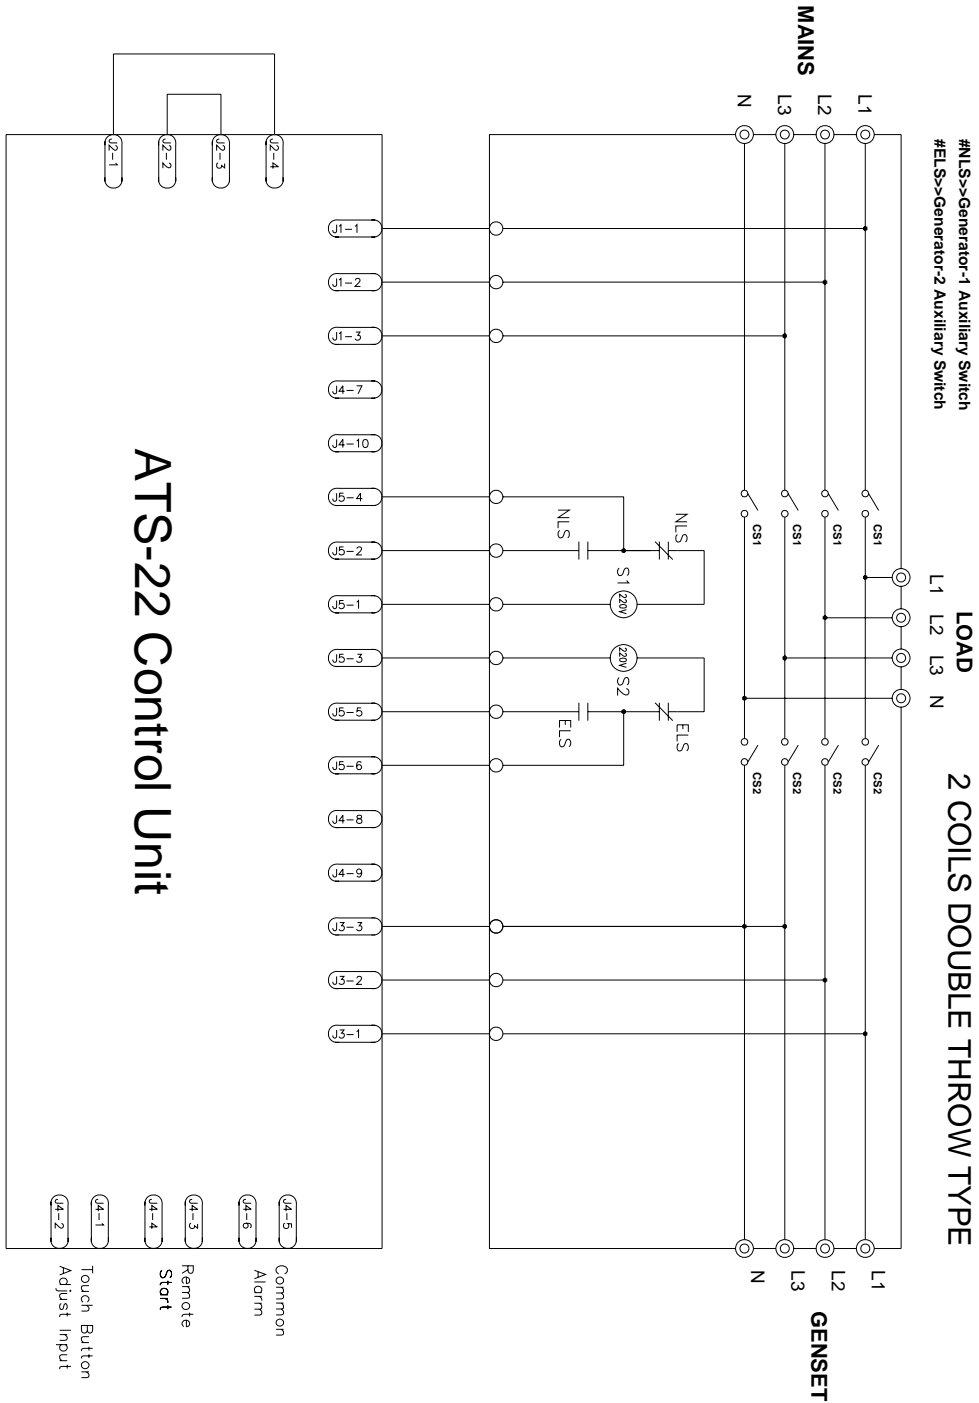 #NLS>>Generator-1 Auxiliary Switch
#ELS>>Generator-2 Auxiliary Switch
2 COILS DOUBLE THROW TYPE
LOAD
L1 L2 L3 N
MAINS
L1
L2
L3
N
GENSET
L1
L2
L3
N
CS1
CS1
CS1
CS1
CS2
CS2
CS2
CS2
NLS
NLS
S1
220V
220V
S2
ELS
ELS
J1-1
J1-2
J1-3
J4-7
J4-10
J5-4
J5-2
J5-1
J5-3
J5-5
J5-6
J4-8
J4-9
J3-3
J3-2
J3-1
J2-4
J2-3
J2-2
J2-1
ATS-22 Control Unit
J4-5
J4-6
Common
Alarm
J4-3
J4-4
Remote
Start
J4-1
J4-2
Touch Button
Adjust Input